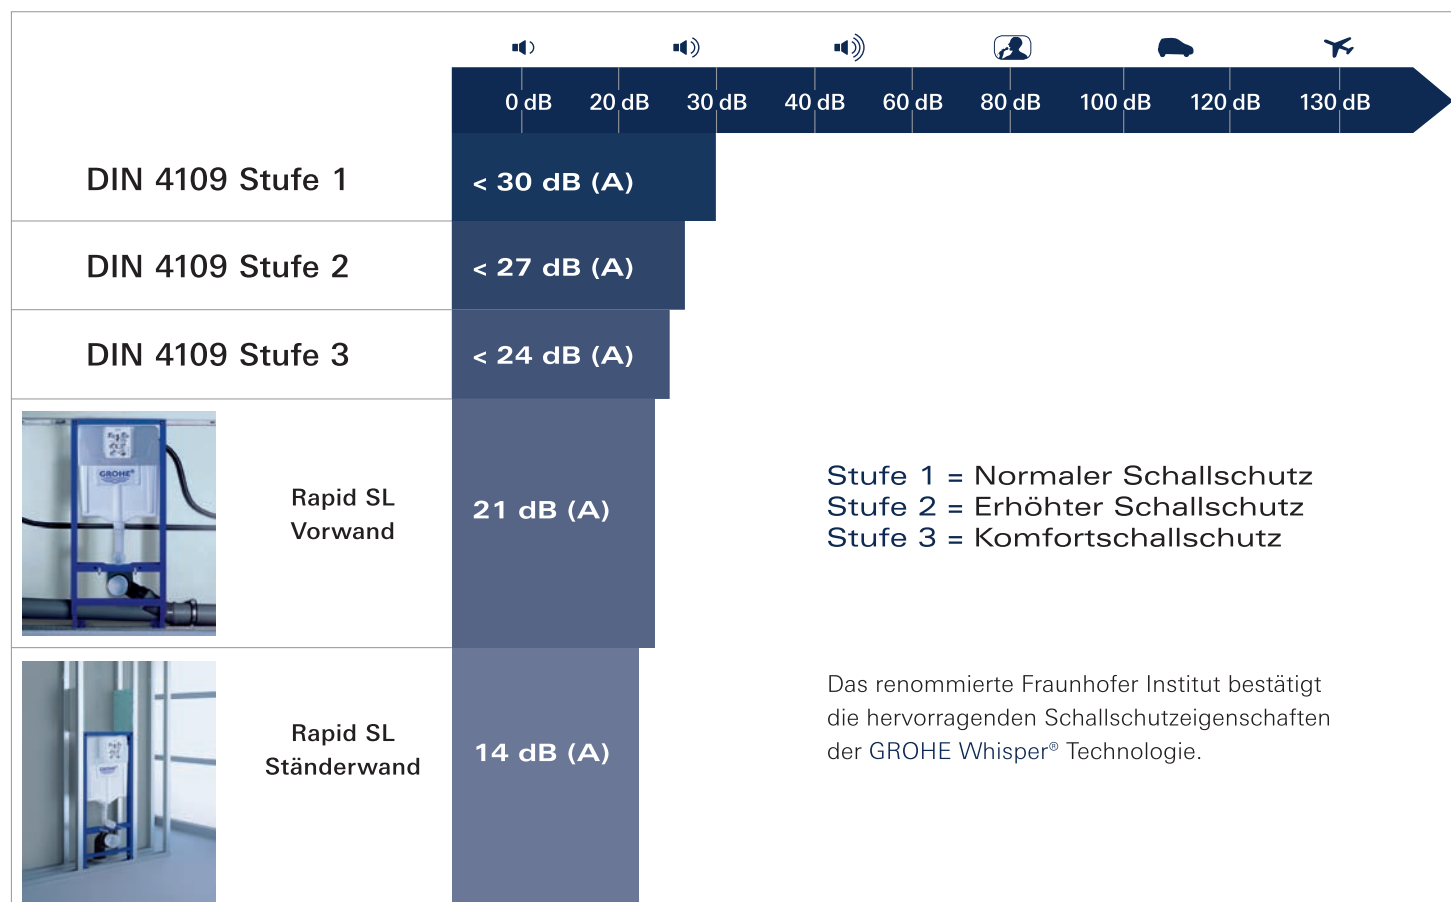 0 dB 20 dB 30 dB 40 dB 60 dB 80 dB 100 dB 120 dB 130 dB
DIN 4109 Stufe 1 < 30 dB (A)
DIN 4109 Stufe 2 < 27 dB (A)
DIN 4109 Stufe 3 < 24 dB (A)
GROHE®
Rapid SL
Vorwand
21 dB (A)
Stufe 1 = Normaler Schallschutz
Stufe 2 = Erhöhter Schallschutz
Stufe 3 = Komfortschallschutz
GROHE
Rapid SL
Ständerwand
14 dB (A)
Das renommierte Fraunhofer Institut bestätigt
die hervorragenden Schallschutzeigenschaften
der GROHE Whisper® Technologie.